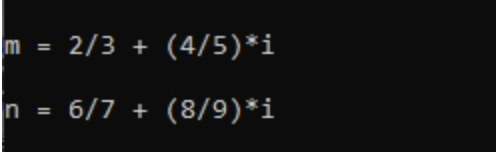 m = 2/3 + (4/5)*i
n = 6/7 + (8/9)*i